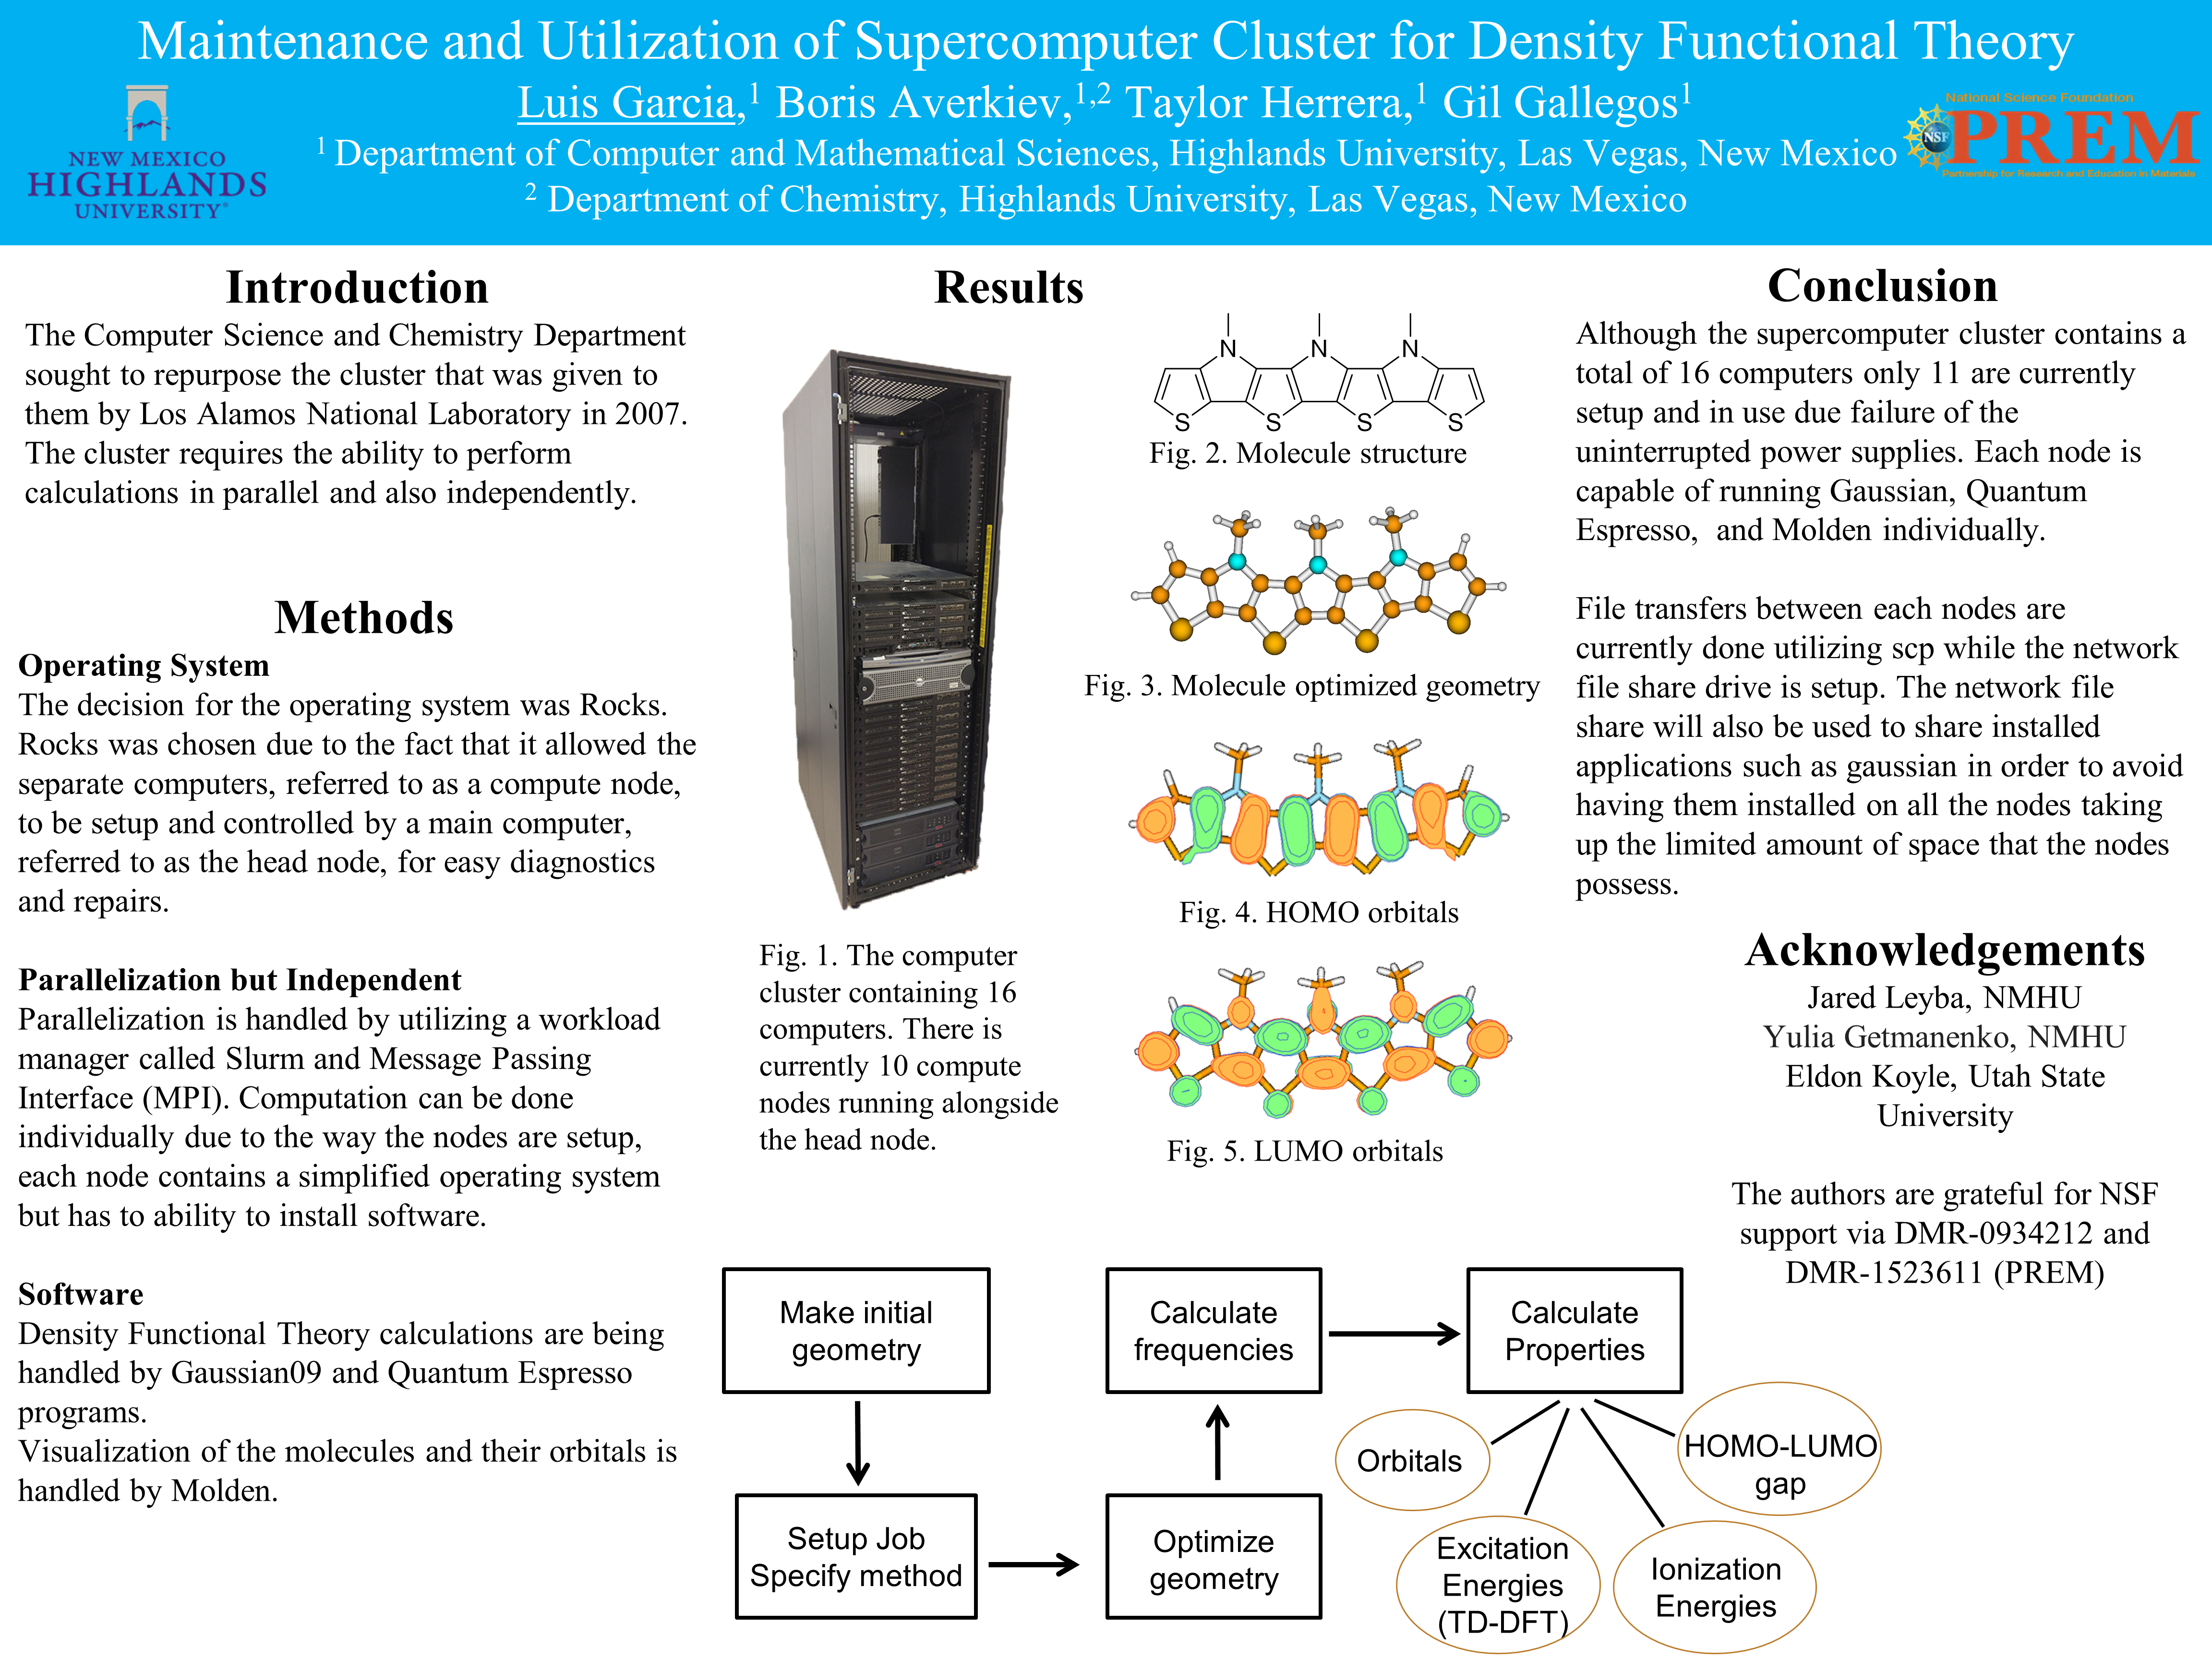 Maintenance and Utilization of Supercomputer Cluster for Density Functional Theory
Luis Garcia,1 Boris Averkiev,1,2 Taylor Herrera,1 Gil Gallegos1
1 Department of Computer and Mathematical Sciences, Highlands University, Las Vegas, New Mexico
2 Department of Chemistry, Highlands University, Las Vegas, New Mexico
NEW MEXICO
HIGHLANDS
UNIVERSITY®
National Science Foundation
NSF
PREM
Partnership for Research and Education in Materials
Introduction
The Computer Science and Chemistry Department
sought to repurpose the cluster that was given to
them by Los Alamos National Laboratory in 2007.
The cluster requires the ability to perform
calculations in parallel and also independently.
Methods
Operating System
The decision for the operating system was Rocks.
Rocks was chosen due to the fact that it allowed the
separate computers, referred to as a compute node,
to be setup and controlled by a main computer,
referred to as the head node, for easy diagnostics
and repairs.
Parallelization but Independent
Parallelization is handled by utilizing a workload
manager called Slurm and Message Passing
Interface (MPI). Computation can be done
individually due to the way the nodes are setup,
each node contains a simplified operating system
but has to ability to install software.
Software
Density Functional Theory calculations are being
handled by Gaussian09 and Quantum Espresso
programs.
Visualization of the molecules and their orbitals is
handled by Molden.
Results
Fig. 1. The computer
cluster containing 16
computers. There is
currently 10 compute
nodes running alongside
the head node.
N N N
S S S S
Fig. 2. Molecule structure
Fig. 3. Molecule optimized geometry
Fig. 4. HOMO orbitals
Fig. 5. LUMO orbitals
Make initial
geometry
Setup Job
Specify method
Optimize
geometry
Calculate
frequencies
Calculate
Properties
Orbitals
Excitation
Energies
(TD-DFT)
Ionization
Energies
HOMO-LUMO
gap
Conclusion
Although the supercomputer cluster contains a
total of 16 computers only 11 are currently
setup and in use due failure of the
uninterrupted power supplies. Each node is
capable of running Gaussian, Quantum
Espresso,  and Molden individually.
File transfers between each nodes are
currently done utilizing scp while the network
file share drive is setup. The network file
share will also be used to share installed
applications such as gaussian in order to avoid
having them installed on all the nodes taking
up the limited amount of space that the nodes
possess.
Acknowledgements
Jared Leyba, NMHU
Yulia Getmanenko, NMHU
Eldon Koyle, Utah State
University
The authors are grateful for NSF
support via DMR-0934212 and
DMR-1523611 (PREM)